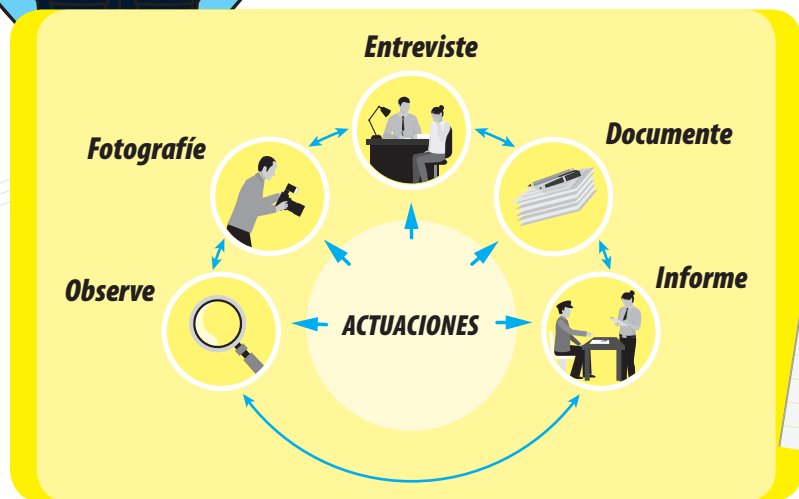 Entreviste
Fotografíe
Documente
Observe
Informe
ACTUACIONES